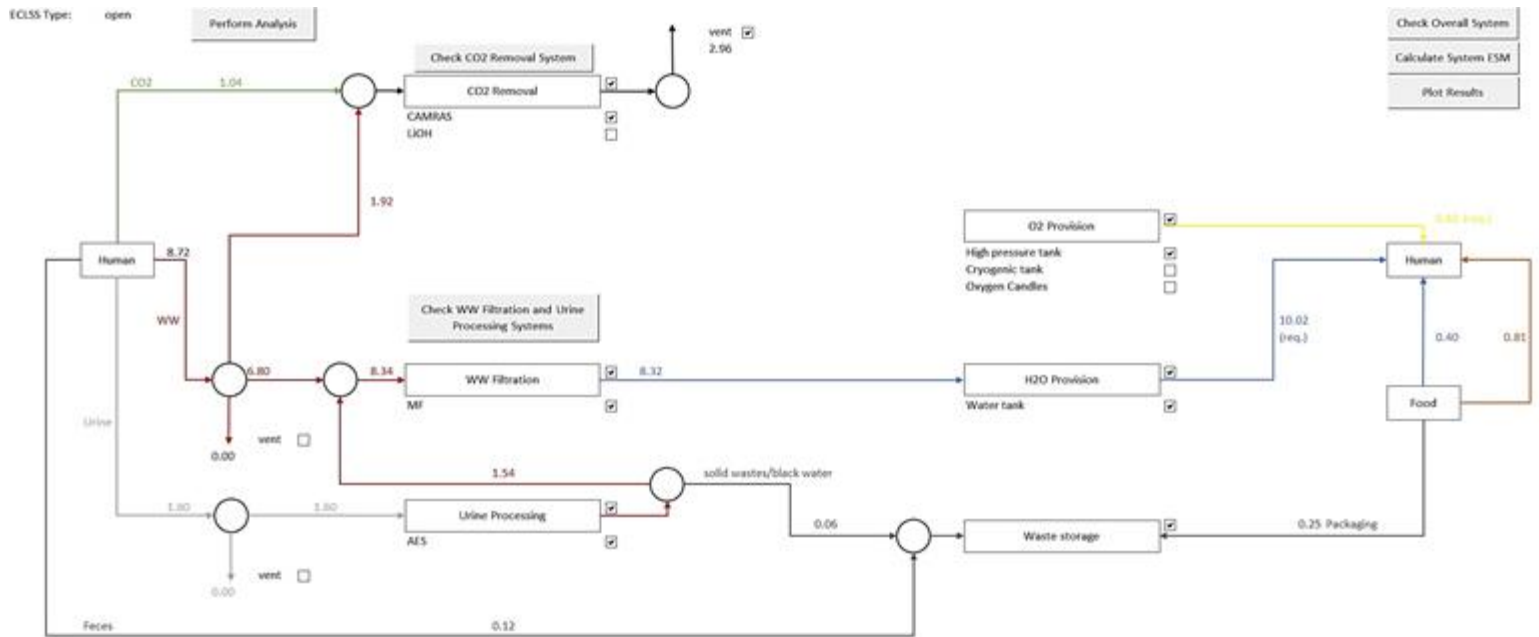 ECLSS Type: open
Perform Analysis
vent
2.96
Check Overall System
Calculate System ESM
Plot Results
Check CO2 Removal System
CO2 1.04
CO2 Removal
CAMRAS
LiOH
1.92
O2 Provision
High pressure tank
Cryogenic tank
Oxygen Candles
Human
8.72
Human
WW
Check WW Filtration and Urine
Processing Systems
10.02
(req.)
0.40
0.81
6.80
8.34
WW Filtration
8.32
H2O Provision
MF
Water tank
Food
Urine
vent
0.00
1.54
solid wastes/black water
Urine Processing
AES
0.06
Waste storage
0.25 Packaging
vent
0.00
Feces
0.12